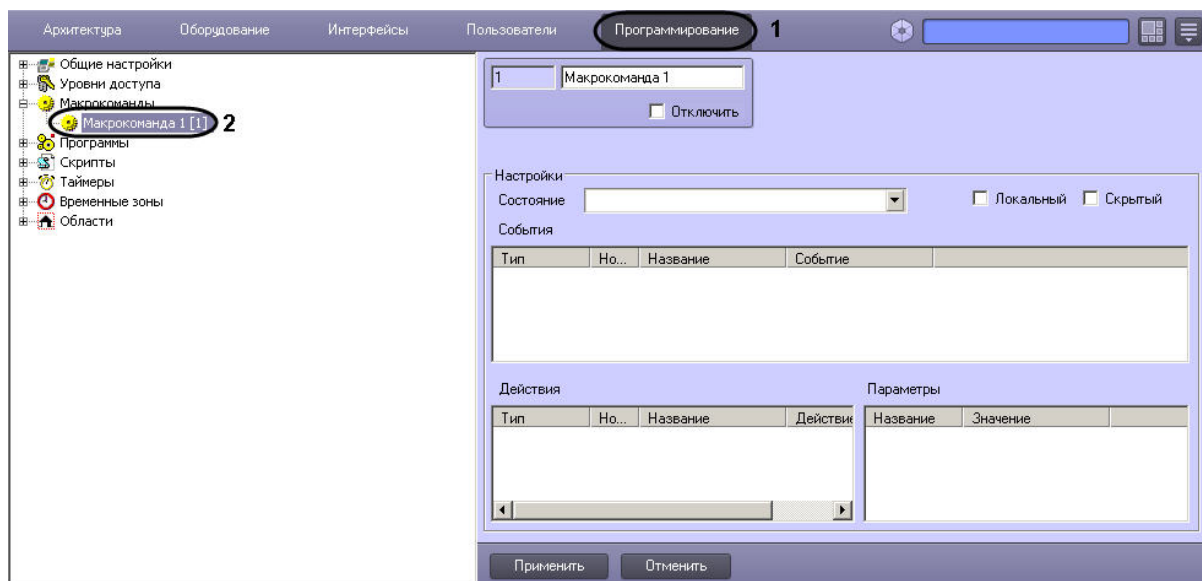 Архитектура Оборудование Интерфейсы Пользователи Программирование 1
Общие настройки
Уровни доступа
Макрокоманды
Макрокоманда 1 [1] 2
Программы
Скрипты
Таймеры
Временные зоны
Области
1 Макрокоманда 1
Отключить
Настройки
Состояние Локальный Скрытый
События
Тип Но... Название Событие
Действия Параметры
Тип Но... Название Действие Название Значение
Применить Отменить